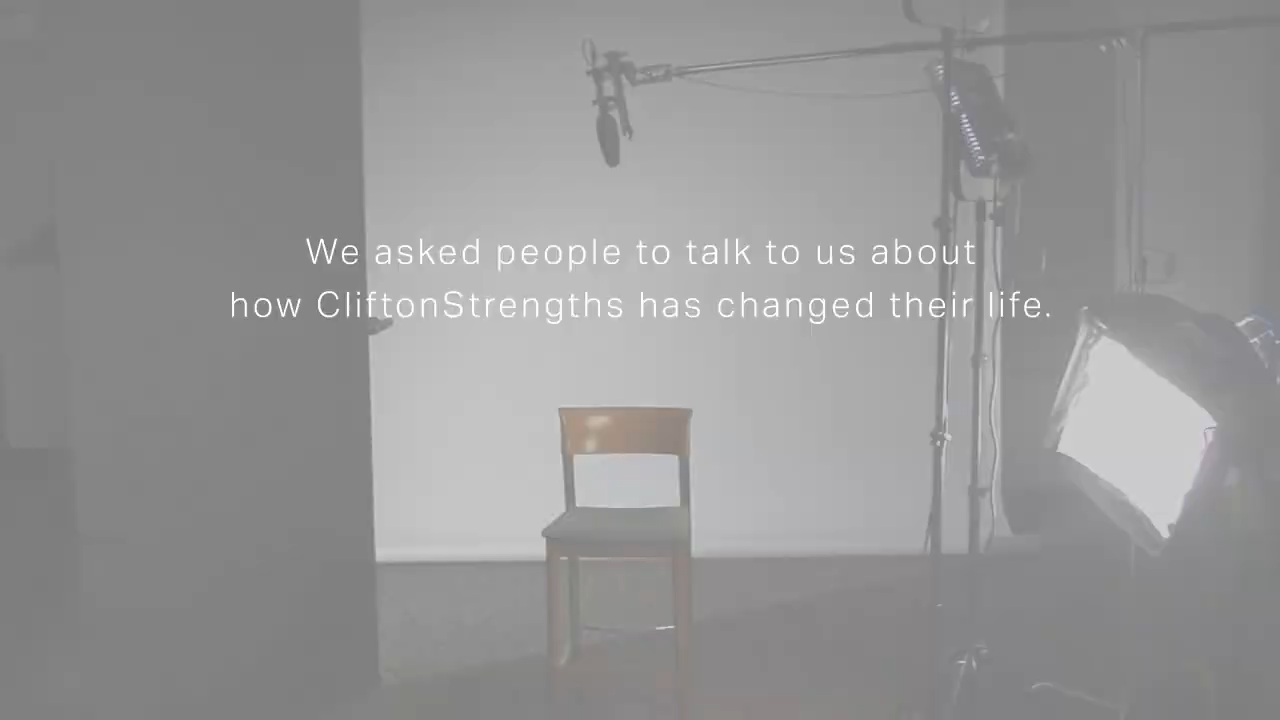 We asked people to talk to us about
how CliftonStrengths has changed their life.